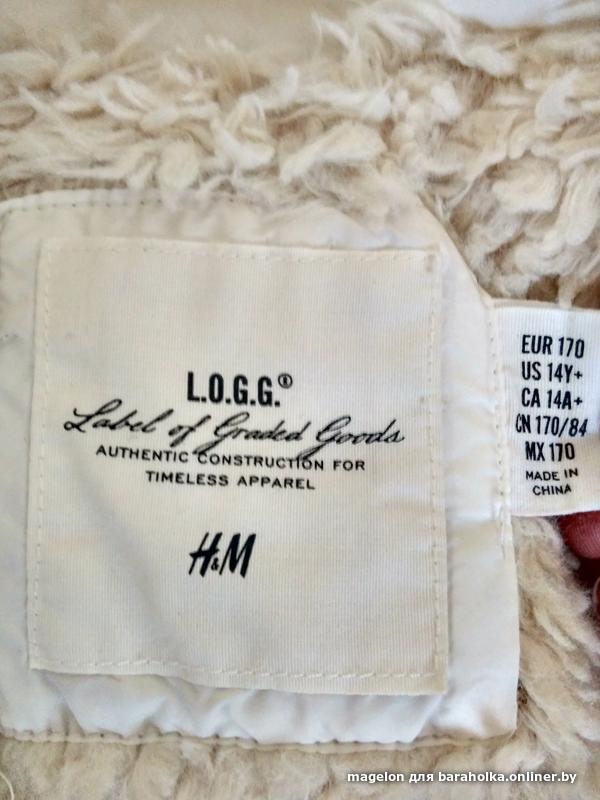 L.O.G.G.®
Label of Graded Goods
AUTHENTIC CONSTRUCTION FOR
TIMELESS APPAREL
H&M
EUR 170
US 14Y+
CA 14A+
CN 170/84
MX 170
MADE IN
CHINA
magelon для baraholka.onliner.by